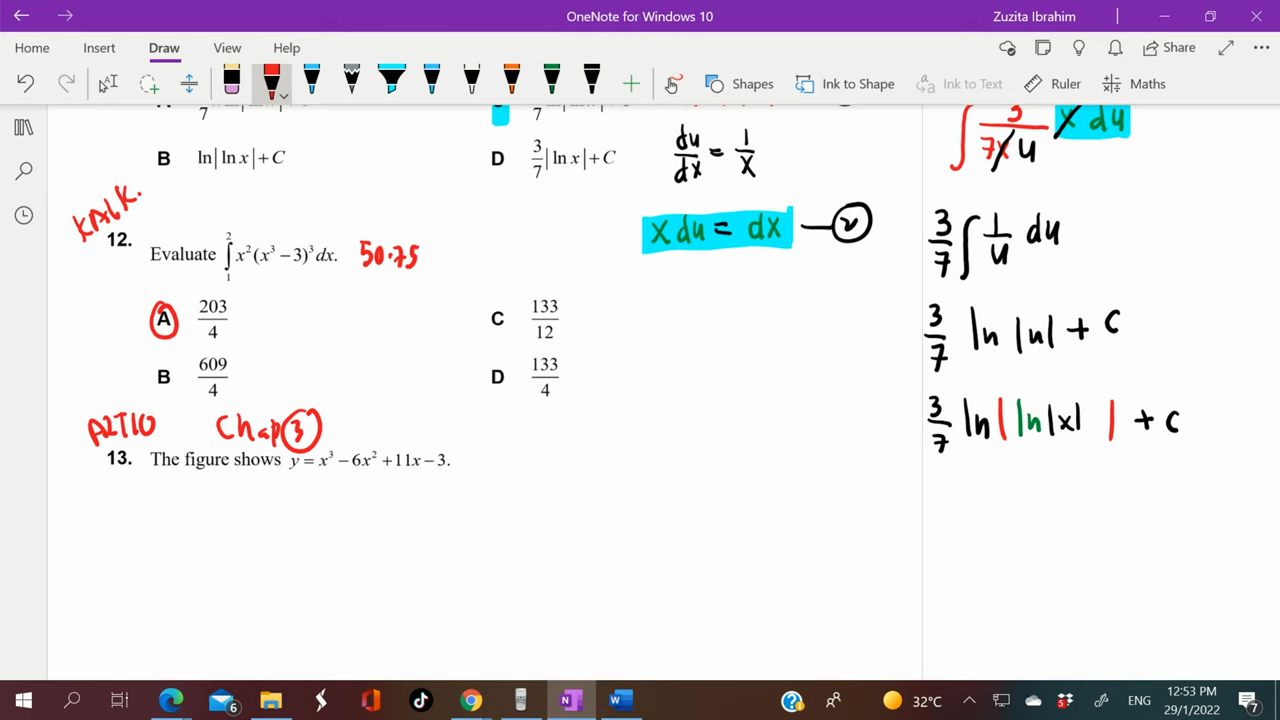 OneNote for Windows 10
Zuzita Ibrahim
Home Insert Draw View Help
Share
Shapes
Ink to Shape
Ink to Text
Ruler
Maths
B ln| ln x| + C
D 3/7 |ln x| + C
du/dx = 1/x
x du = dx — 2
∫ 3/(7x u) x du
3/7 ∫ 1/u du
3/7 ln |u| + c
3/7 ln | ln |x| | + c
KALK.
12. Evaluate ∫₁² x²(x³ − 3)³ dx. 50.75
A 203/4
C 133/12
B 609/4
D 133/4
Chap 3
13. The figure shows y = x³ − 6x² + 11x − 3.
6
32°C
5
ENG
12:53 PM
29/1/2022
7